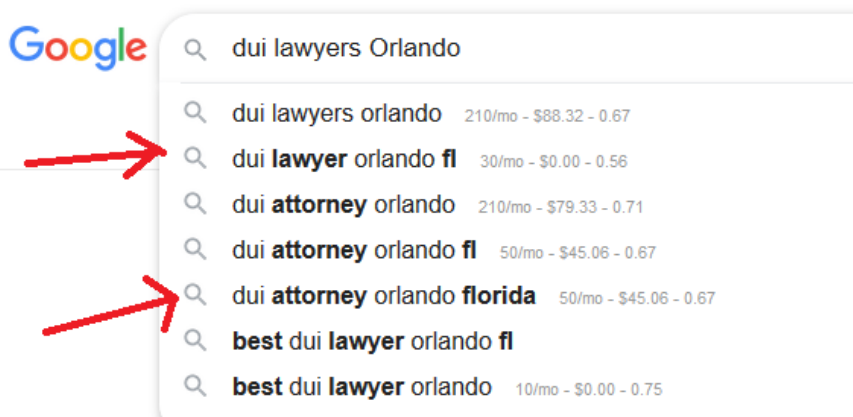 Google
dui lawyers Orlando
dui lawyers orlando 210/mo - $88.32 - 0.67
dui lawyer orlando fl 30/mo - $0.00 - 0.56
dui attorney orlando 210/mo - $79.33 - 0.71
dui attorney orlando fl 50/mo - $45.06 - 0.67
dui attorney orlando florida 50/mo - $45.06 - 0.67
best dui lawyer orlando fl
best dui lawyer orlando 10/mo - $0.00 - 0.75